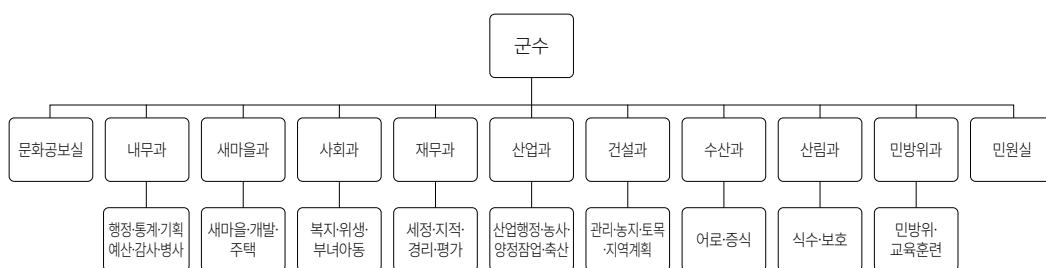 군수
문화공보실
내무과
새마을과
사회과
재무과
산업과
건설과
수산과
산림과
민방위과
민원실
행정·통계·기획
예산·감사·병사
새마을·개발·
주택
복지·위생·
부녀아동
세정·지적·
경리·평가
산업행정·농사·
양정잠업·축산
관리·농지·토목
·지역계획
어로·증식
식수·보호
민방위·
교육훈련